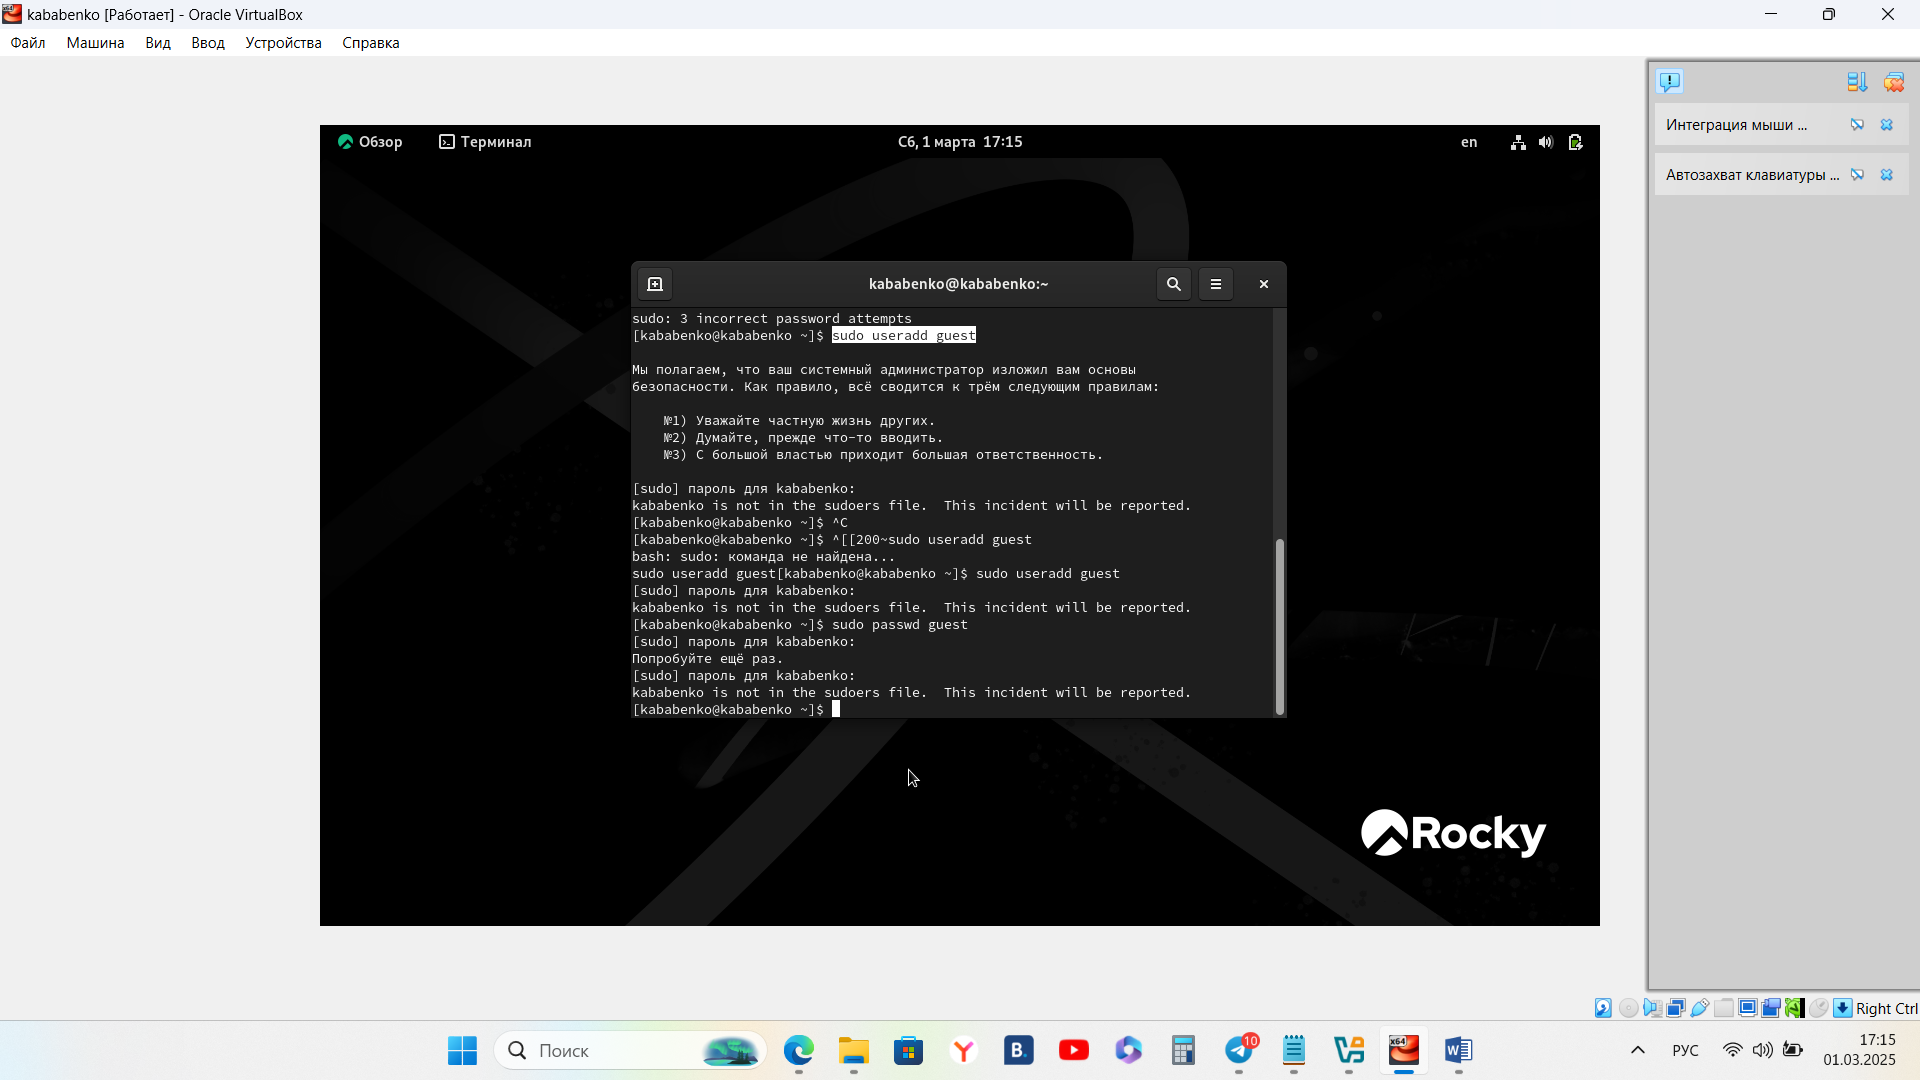 kababenko [Работает] - Oracle VirtualBox
Файл Машина Вид Ввод Устройства Справка
Интеграция мыши ...
Автозахват клавиатуры ...
Обзор Терминал Сб, 1 марта 17:15 en
kababenko@kababenko:~
sudo: 3 incorrect password attempts
[kababenko@kababenko ~]$ sudo useradd guest
Мы полагаем, что ваш системный администратор изложил вам основы
безопасности. Как правило, всё сводится к трём следующим правилам:
№1) Уважайте частную жизнь других.
№2) Думайте, прежде что-то вводить.
№3) С большой властью приходит большая ответственность.
[sudo] пароль для kababenko:
kababenko is not in the sudoers file.  This incident will be reported.
[kababenko@kababenko ~]$ ^C
[kababenko@kababenko ~]$ ^[[200~sudo useradd guest
bash: sudo: команда не найдена...
sudo useradd guest[kababenko@kababenko ~]$ sudo useradd guest
[sudo] пароль для kababenko:
kababenko is not in the sudoers file.  This incident will be reported.
[kababenko@kababenko ~]$ sudo passwd guest
[sudo] пароль для kababenko:
Попробуйте ещё раз.
[sudo] пароль для kababenko:
kababenko is not in the sudoers file.  This incident will be reported.
[kababenko@kababenko ~]$
Rocky
Right Ctrl
Поиск
B.
10
x64
РУС
17:15
01.03.2025